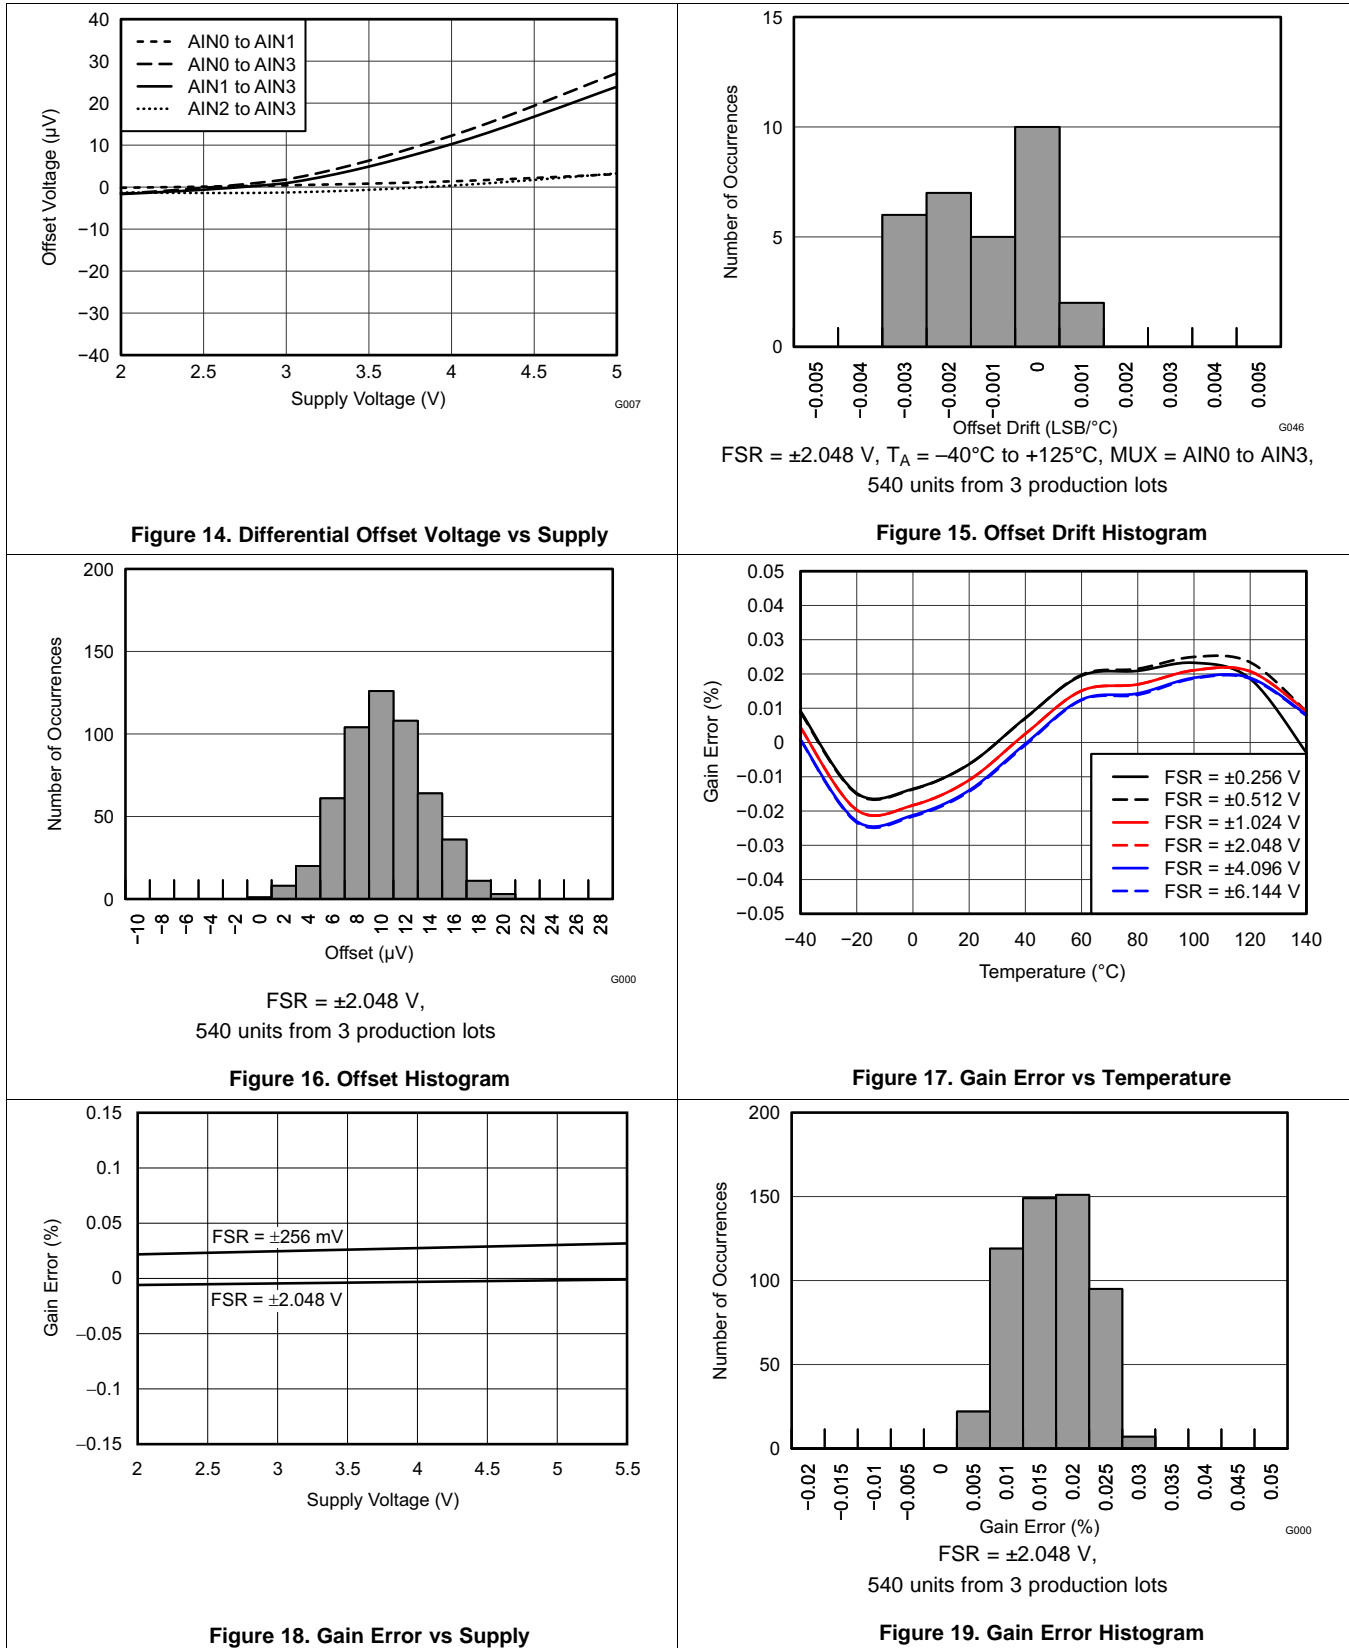 40
30
20
10
0
−10
−20
−30
−40
Offset Voltage (µV)
AIN0 to AIN1
AIN0 to AIN3
AIN1 to AIN3
AIN2 to AIN3
2 2.5 3 3.5 4 4.5 5
Supply Voltage (V)
G007
Figure 14. Differential Offset Voltage vs Supply
15
10
5
0
Number of Occurrences
−0.005 −0.004 −0.003 −0.002 −0.001 0 0.001 0.002 0.003 0.004 0.005
Offset Drift (LSB/°C)
G046
FSR = ±2.048 V, TA = –40°C to +125°C, MUX = AIN0 to AIN3,
540 units from 3 production lots
Figure 15. Offset Drift Histogram
200
150
100
50
0
Number of Occurrences
−10 −8 −6 −4 −2 0 2 4 6 8 10 12 14 16 18 20 22 24 26 28
Offset (µV)
G000
FSR = ±2.048 V,
540 units from 3 production lots
Figure 16. Offset Histogram
0.05
0.04
0.03
0.02
0.01
0
−0.01
−0.02
−0.03
−0.04
−0.05
Gain Error (%)
FSR = ±0.256 V
FSR = ±0.512 V
FSR = ±1.024 V
FSR = ±2.048 V
FSR = ±4.096 V
FSR = ±6.144 V
−40 −20 0 20 40 60 80 100 120 140
Temperature (°C)
Figure 17. Gain Error vs Temperature
0.15
0.1
0.05
0
−0.05
−0.1
−0.15
Gain Error (%)
FSR = ±256 mV
FSR = ±2.048 V
2 2.5 3 3.5 4 4.5 5 5.5
Supply Voltage (V)
Figure 18. Gain Error vs Supply
200
150
100
50
0
Number of Occurrences
−0.02 −0.015 −0.01 −0.005 0 0.005 0.01 0.015 0.02 0.025 0.03 0.035 0.04 0.045 0.05
Gain Error (%)
G000
FSR = ±2.048 V,
540 units from 3 production lots
Figure 19. Gain Error Histogram